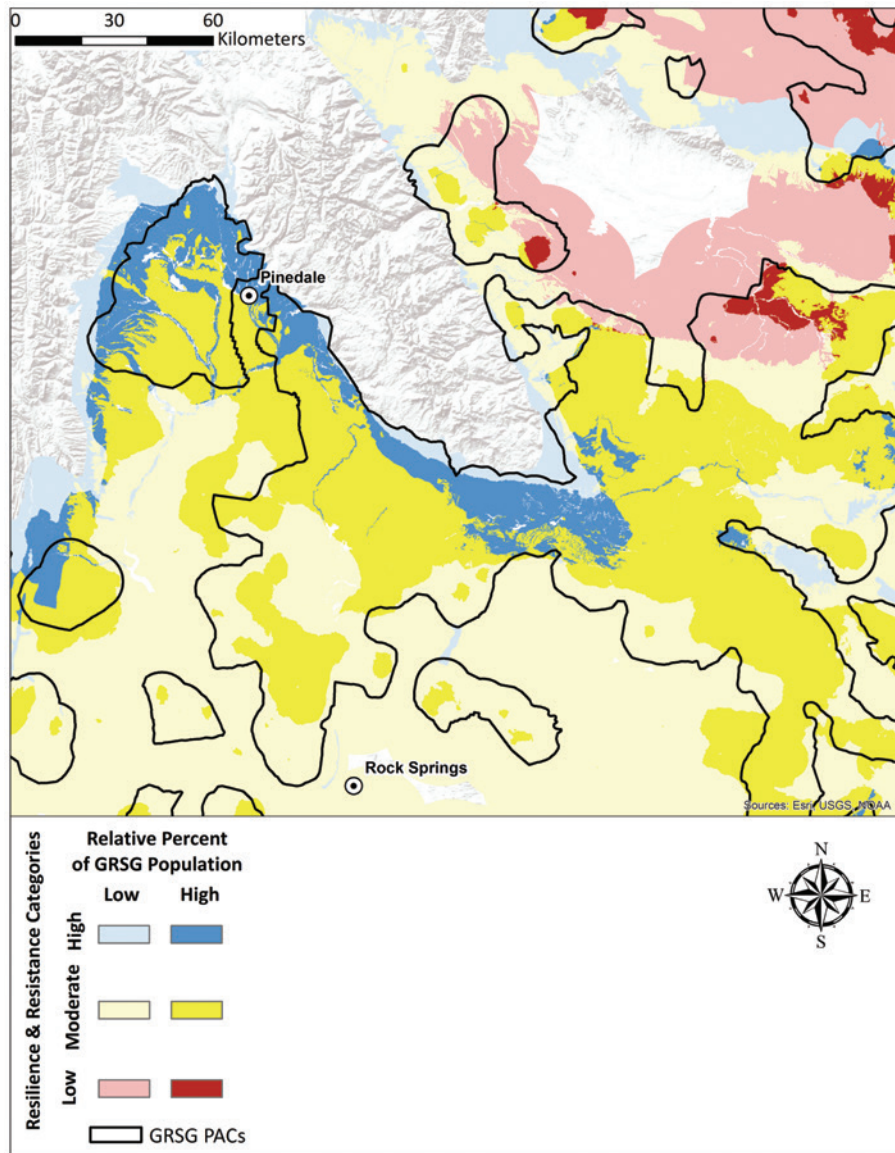 0 30 60
Kilometers
Pinedale
Rock Springs
Sources: Esri, USGS, NOAA
Relative Percent
of GRSG Population
Low High
Resilience & Resistance Categories
High
Moderate
Low
GRSG PACs
N
W E
S